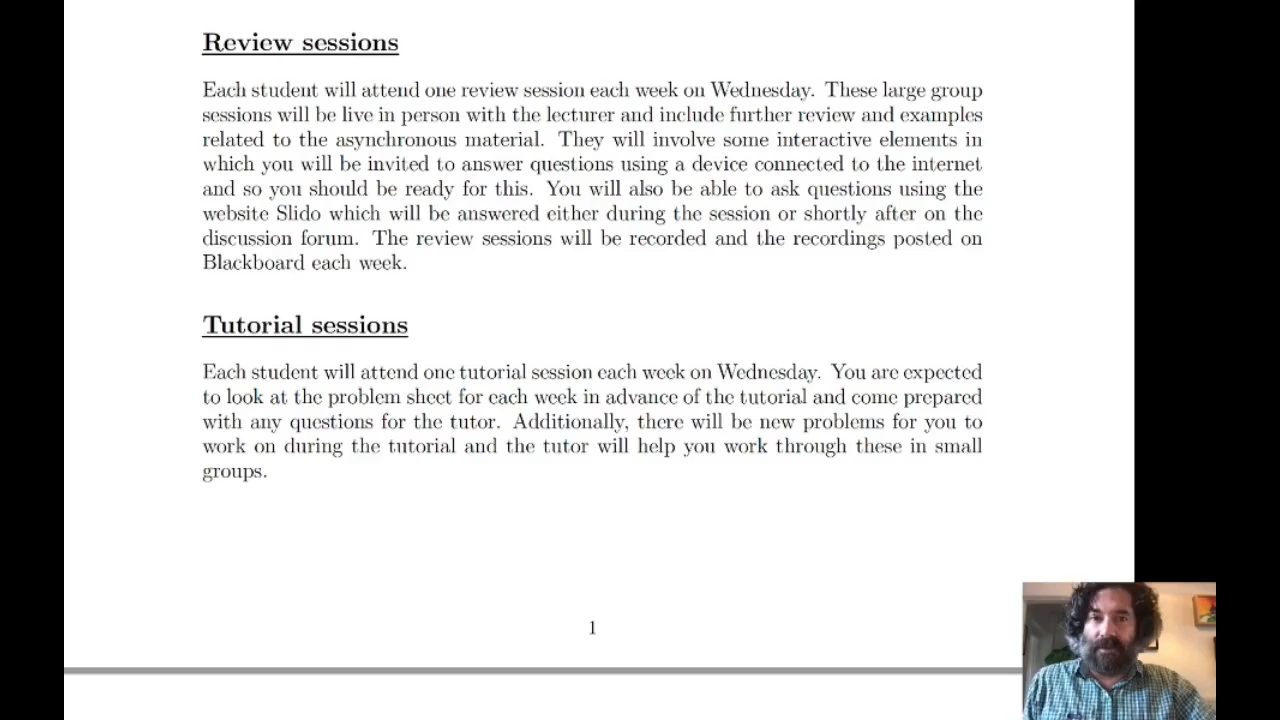 Review sessions
Each student will attend one review session each week on Wednesday. These large group
sessions will be live in person with the lecturer and include further review and examples
related to the asynchronous material. They will involve some interactive elements in
which you will be invited to answer questions using a device connected to the internet
and so you should be ready for this. You will also be able to ask questions using the
website Slido which will be answered either during the session or shortly after on the
discussion forum. The review sessions will be recorded and the recordings posted on
Blackboard each week.
Tutorial sessions
Each student will attend one tutorial session each week on Wednesday. You are expected
to look at the problem sheet for each week in advance of the tutorial and come prepared
with any questions for the tutor. Additionally, there will be new problems for you to
work on during the tutorial and the tutor will help you work through these in small
groups.
1